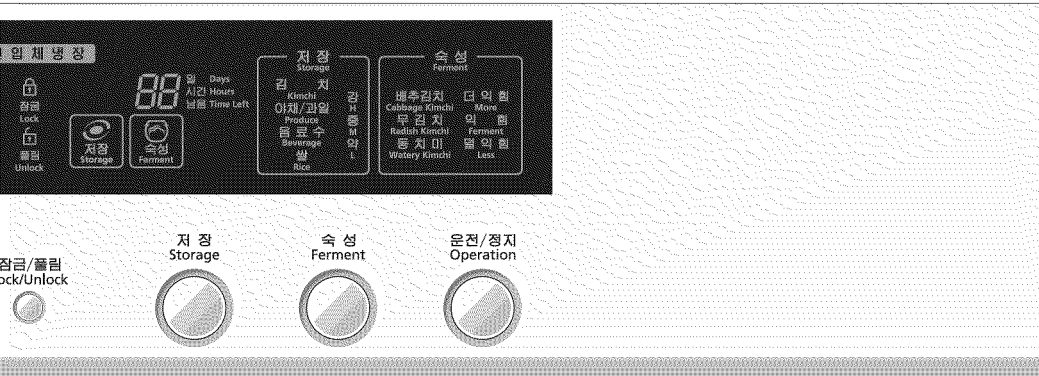 입체냉장
잠금
Lock
풀림
Unlock
88
일 Days
시간 Hours
남음 Time Left
저장
Storage
숙성
Ferment
저장
Storage
김 치
Kimchi
야채/과일
Produce
음료수
Beverage
쌀
Rice
강
H
중
M
약
L
숙성
Ferment
배추김치
Cabbage Kimchi
무김치
Radish Kimchi
동치미
Watery Kimchi
더 익힘
More
익 힘
Ferment
덜 익힘
Less
잠금/풀림
ock/Unlock
저 장
Storage
숙 성
Ferment
운전/정지
Operation